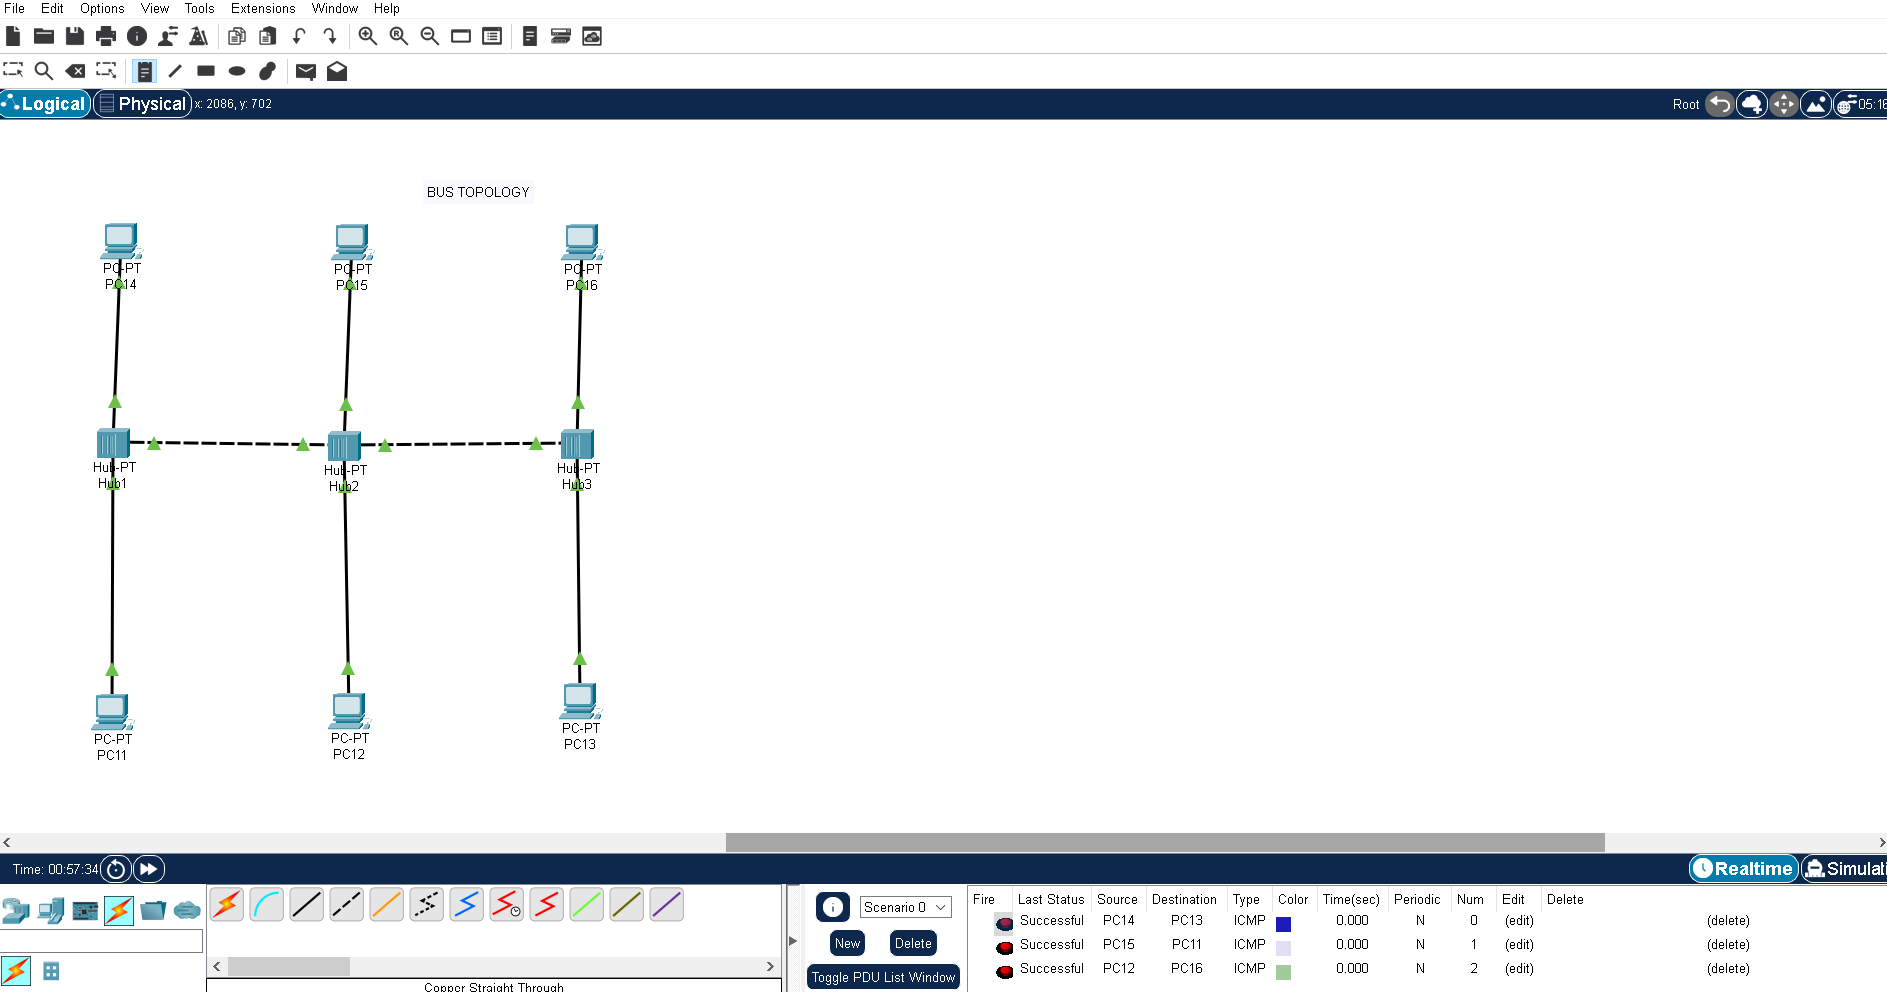 File Edit Options View Tools Extensions Window Help
Logical Physical x: 2086, y: 702 Root 05:16
BUS TOPOLOGY
PC-PT PC-PT PC-PT
PC14 PC15 PC16
Hub-PT Hub-PT Hub-PT
Hub1 Hub2 Hub3
PC-PT PC-PT PC-PT
PC11 PC12 PC13
Time: 00:57:34 Realtime Simulati
Scenario 0
New Delete
Toggle PDU List Window
Copper Straight Through
Fire Last Status Source Destination Type Color Time(sec) Periodic Num Edit Delete
Successful PC14 PC13 ICMP 0.000 N 0 (edit) (delete)
Successful PC15 PC11 ICMP 0.000 N 1 (edit) (delete)
Successful PC12 PC16 ICMP 0.000 N 2 (edit) (delete)